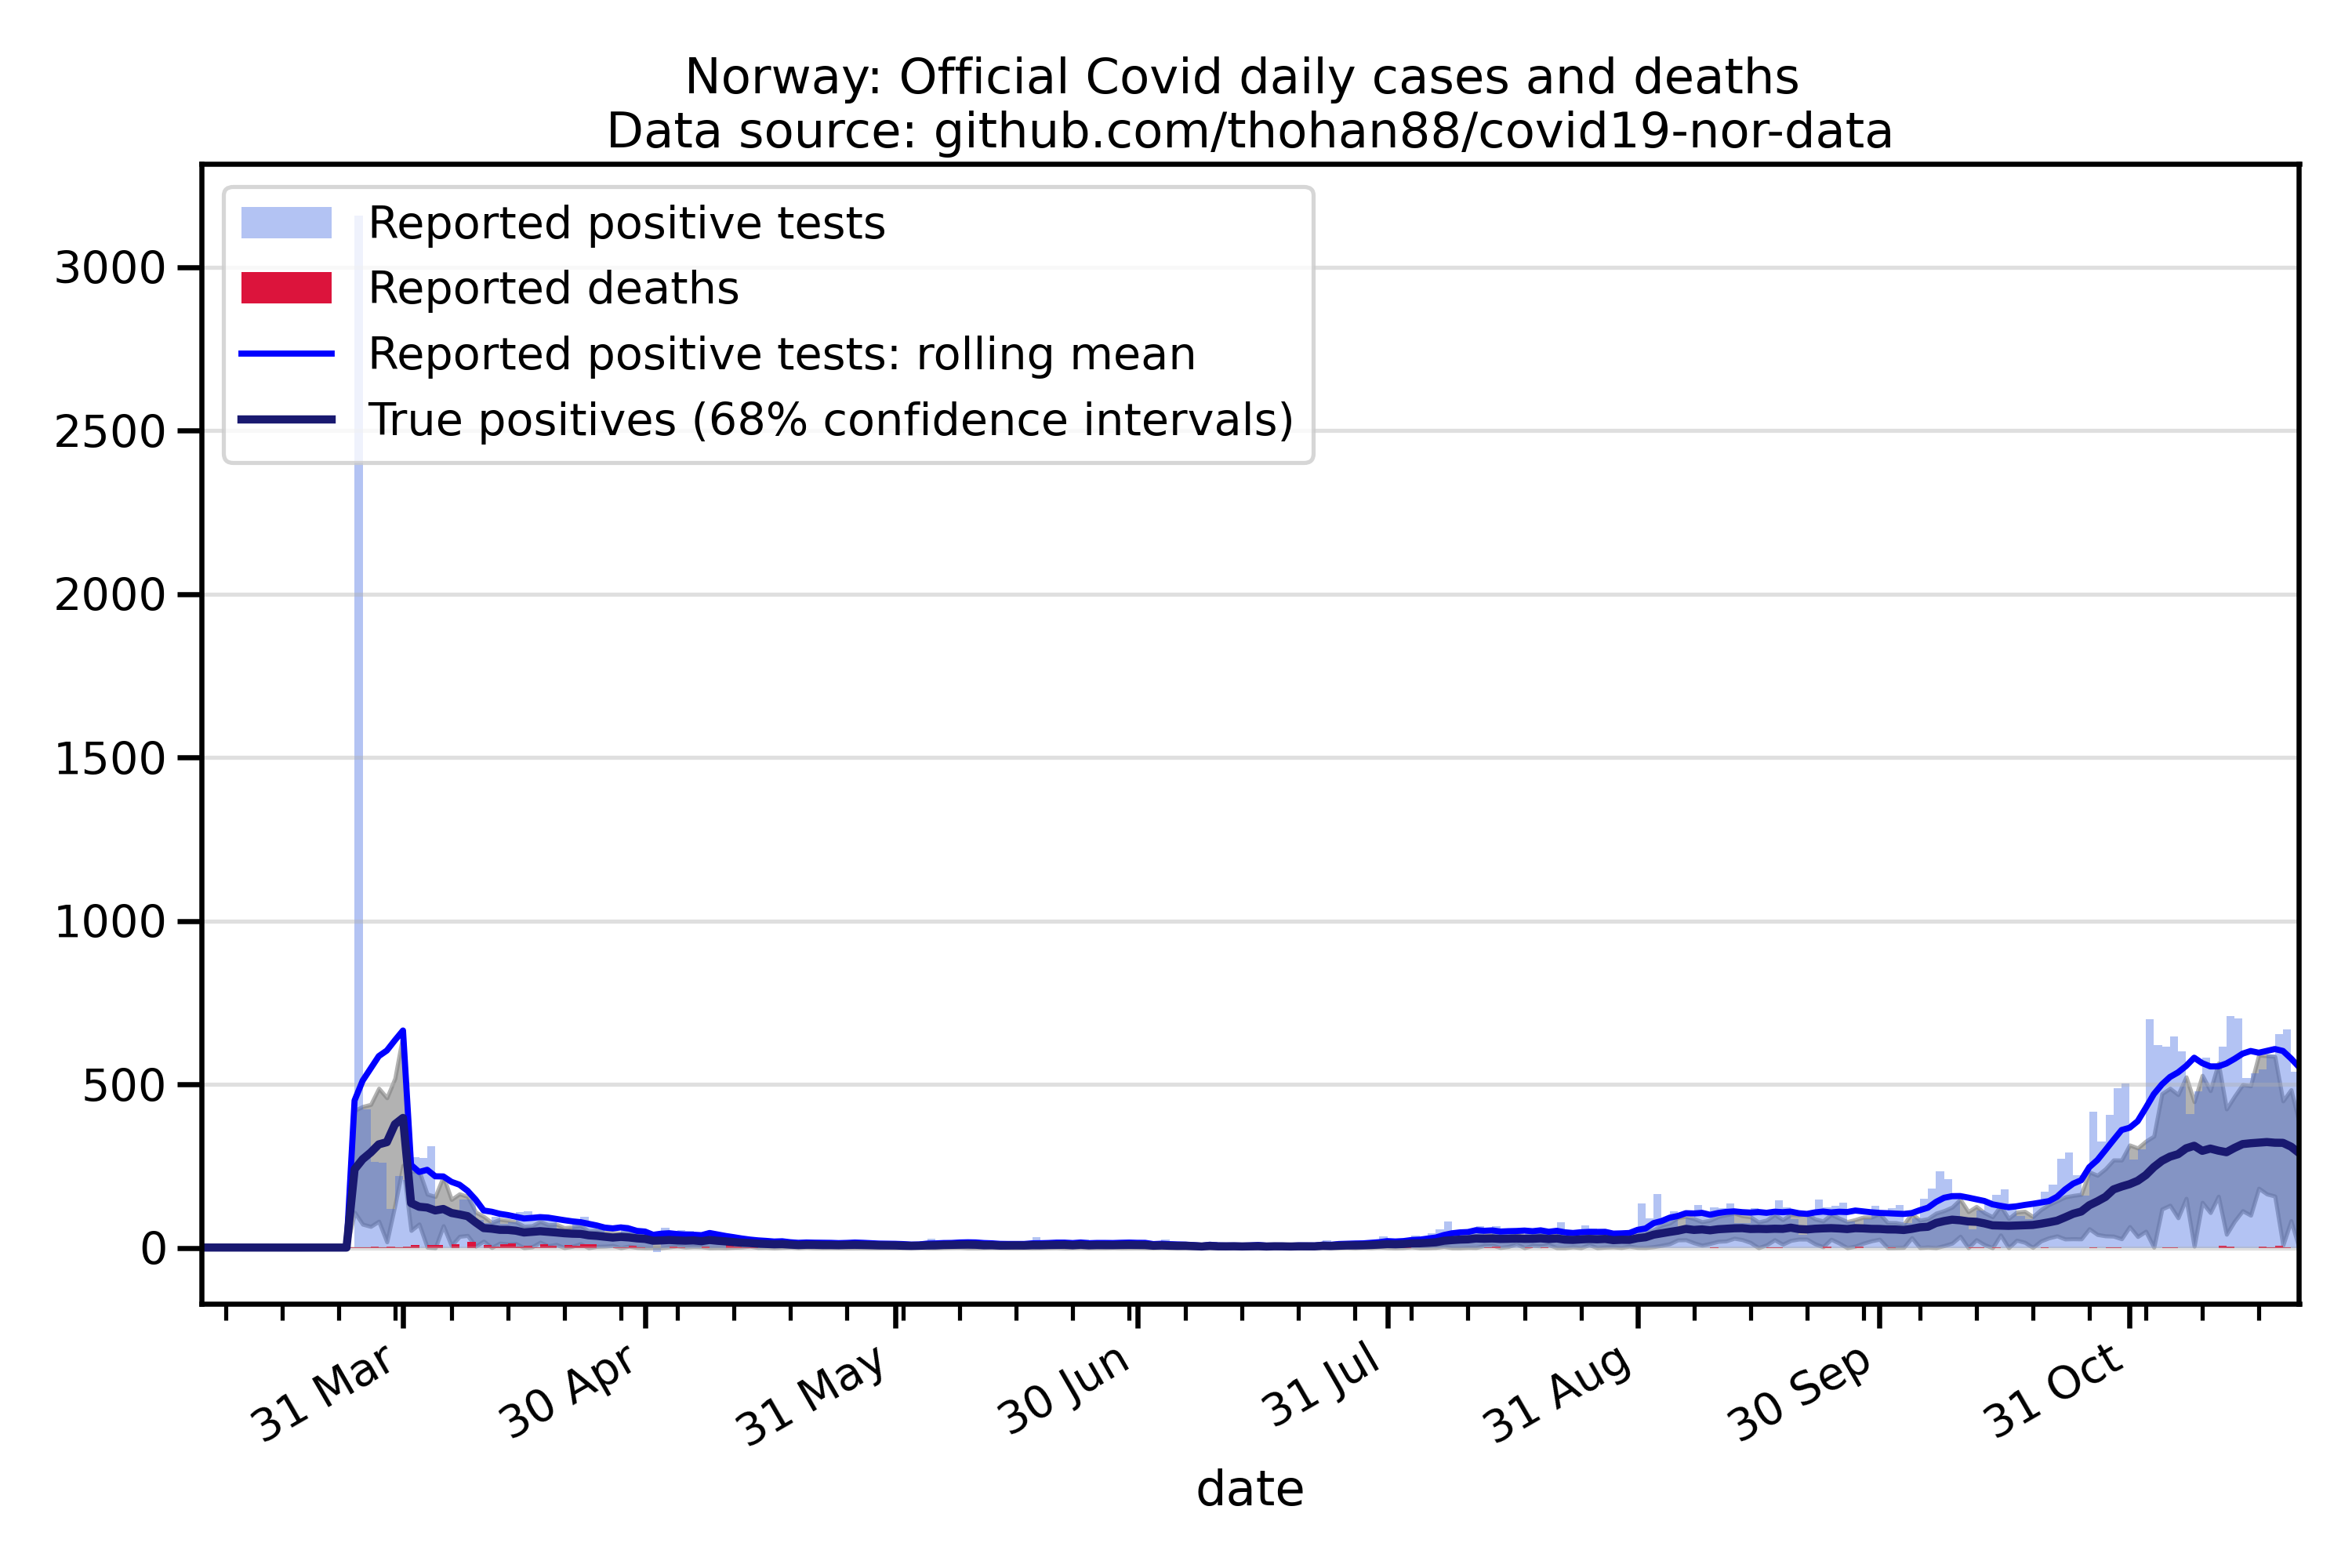 Norway: Official Covid daily cases and deaths
Data source: github.com/thohan88/covid19-nor-data
Reported positive tests
Reported deaths
Reported positive tests: rolling mean
True positives (68% confidence intervals)
3000
2500
2000
1500
1000
500
0
31 Mar
30 Apr
31 May
30 Jun
31 Jul
31 Aug
30 Sep
31 Oct
date